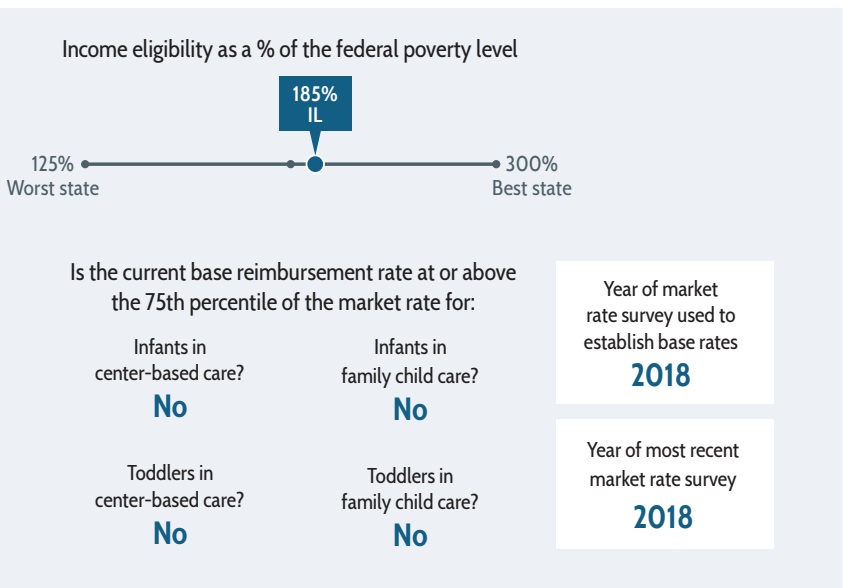 Income eligibility as a % of the federal poverty level
185%
IL
125%
Worst state
300%
Best state
Is the current base reimbursement rate at or above
the 75th percentile of the market rate for:
Infants in
center-based care?
No
Infants in
family child care?
No
Toddlers in
center-based care?
No
Toddlers in
family child care?
No
Year of market
rate survey used to
establish base rates
2018
Year of most recent
market rate survey
2018